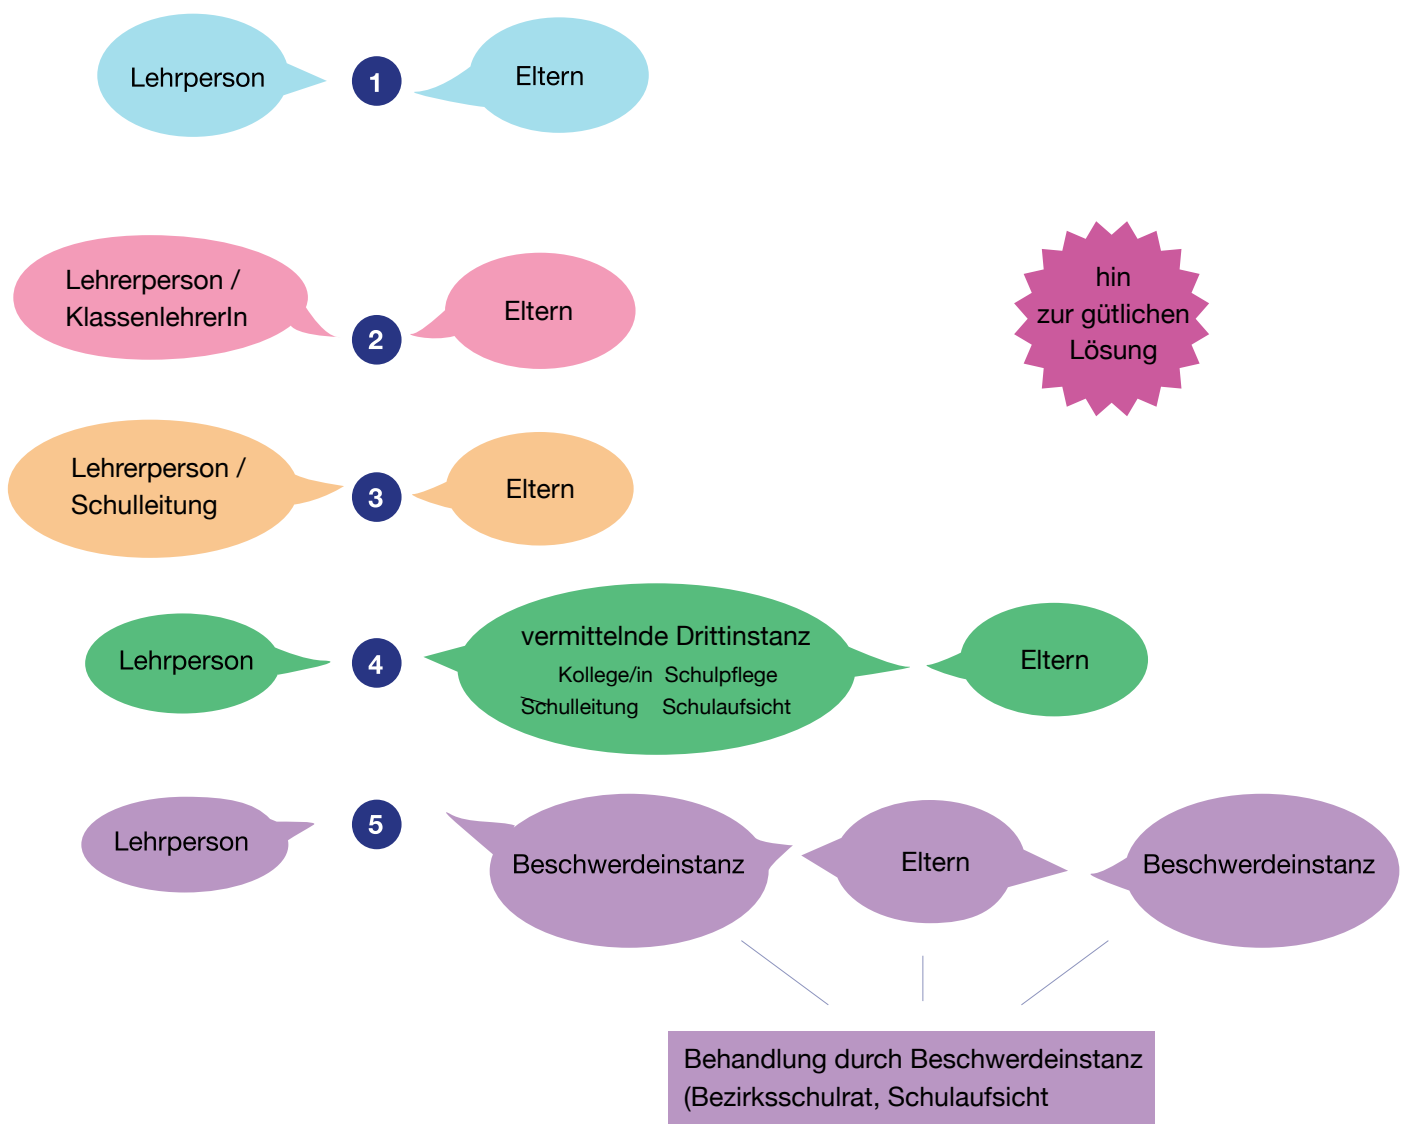 Lehrperson
1
Eltern
Lehrerperson /
KlassenlehrerIn
2
Eltern
hin
zur gütlichen
Lösung
Lehrerperson /
Schulleitung
3
Eltern
Lehrperson
4
vermittelnde Drittinstanz
Kollege/in Schulpflege
Schulleitung Schulaufsicht
Eltern
Lehrperson
5
Beschwerdeinstanz
Eltern
Beschwerdeinstanz
Behandlung durch Beschwerdeinstanz
(Bezirksschulrat, Schulaufsicht